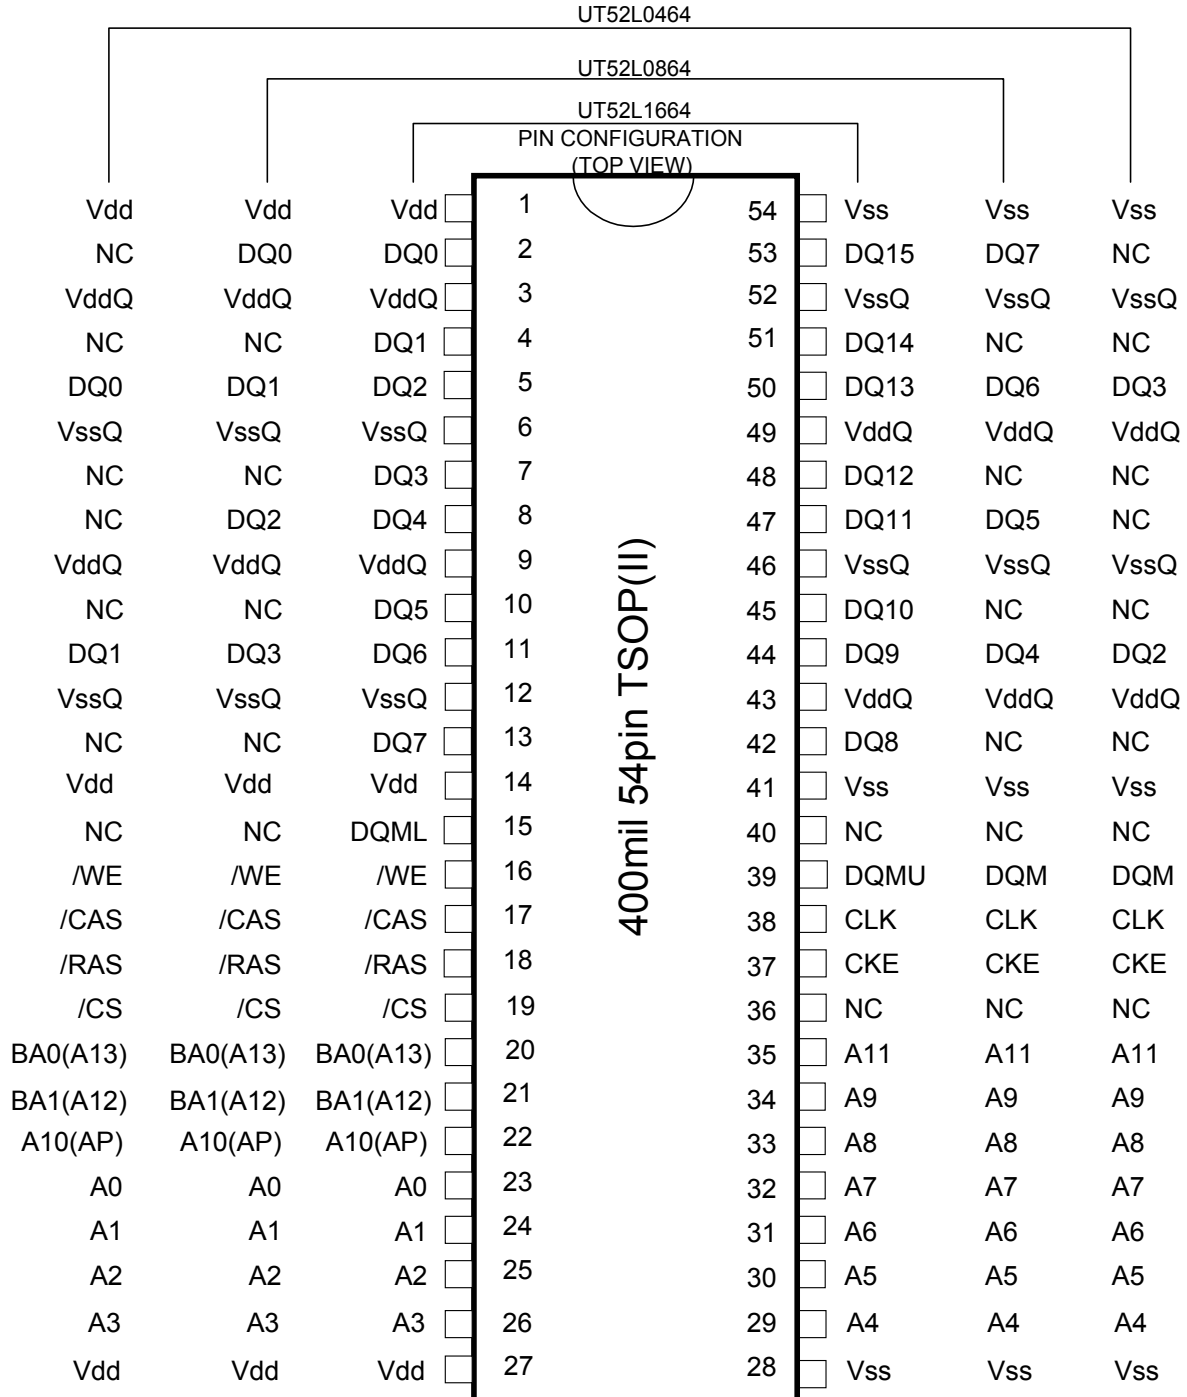 UT52L0464
UT52L0864
UT52L1664
PIN CONFIGURATION
(TOP VIEW)
Vdd Vdd Vdd 1 54 Vss Vss Vss
NC DQ0 DQ0 2 53 DQ15 DQ7 NC
VddQ VddQ VddQ 3 52 VssQ VssQ VssQ
NC NC DQ1 4 51 DQ14 NC NC
DQ0 DQ1 DQ2 5 50 DQ13 DQ6 DQ3
VssQ VssQ VssQ 6 49 VddQ VddQ VddQ
NC NC DQ3 7 48 DQ12 NC NC
NC DQ2 DQ4 8 47 DQ11 DQ5 NC
VddQ VddQ VddQ 9 46 VssQ VssQ VssQ
NC NC DQ5 10 45 DQ10 NC NC
DQ1 DQ3 DQ6 11 44 DQ9 DQ4 DQ2
VssQ VssQ VssQ 12 43 VddQ VddQ VddQ
NC NC DQ7 13 42 DQ8 NC NC
Vdd Vdd Vdd 14 41 Vss Vss Vss
NC NC DQML 15 40 NC NC NC
/WE /WE /WE 16 39 DQMU DQM DQM
/CAS /CAS /CAS 17 38 CLK CLK CLK
/RAS /RAS /RAS 18 37 CKE CKE CKE
/CS /CS /CS 19 36 NC NC NC
BA0(A13) BA0(A13) BA0(A13) 20 35 A11 A11 A11
BA1(A12) BA1(A12) BA1(A12) 21 34 A9 A9 A9
A10(AP) A10(AP) A10(AP) 22 33 A8 A8 A8
A0 A0 A0 23 32 A7 A7 A7
A1 A1 A1 24 31 A6 A6 A6
A2 A2 A2 25 30 A5 A5 A5
A3 A3 A3 26 29 A4 A4 A4
Vdd Vdd Vdd 27 28 Vss Vss Vss
400mil 54pin TSOP(II)